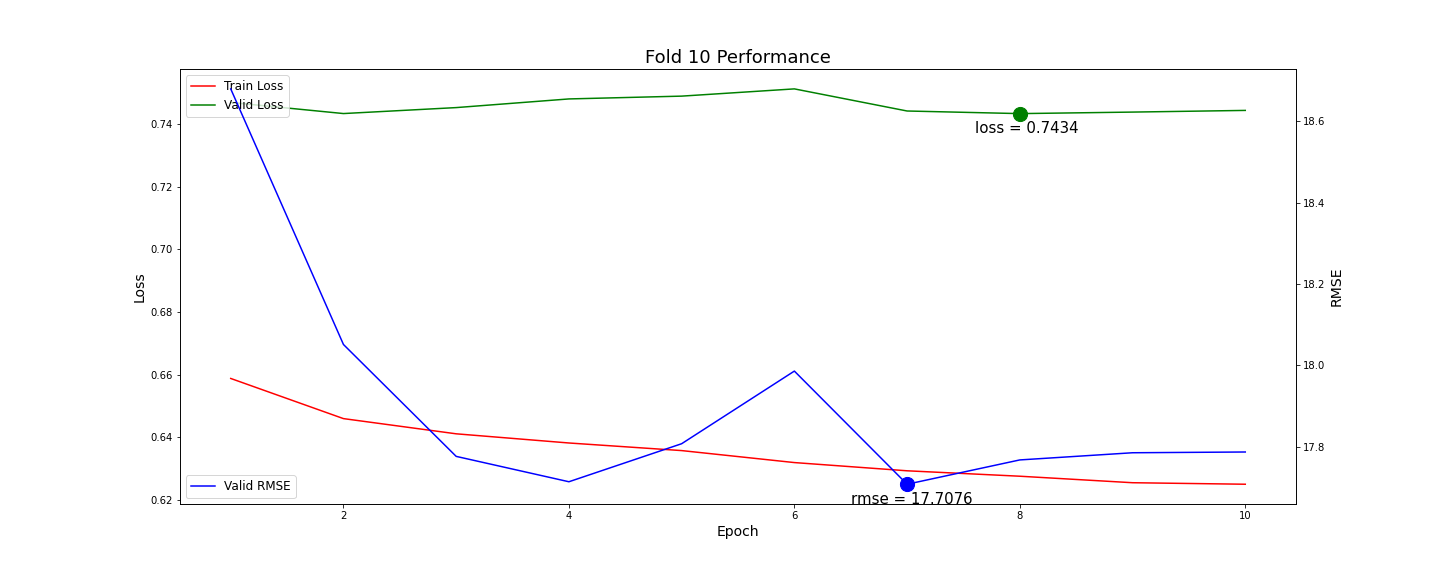 Fold 10 Performance
Train Loss
Valid Loss
loss = 0.7434
Valid RMSE
rmse = 17.7076
Loss
0.74
0.72
0.70
0.68
0.66
0.64
0.62
RMSE
18.6
18.4
18.2
18.0
17.8
2
4
6
8
10
Epoch